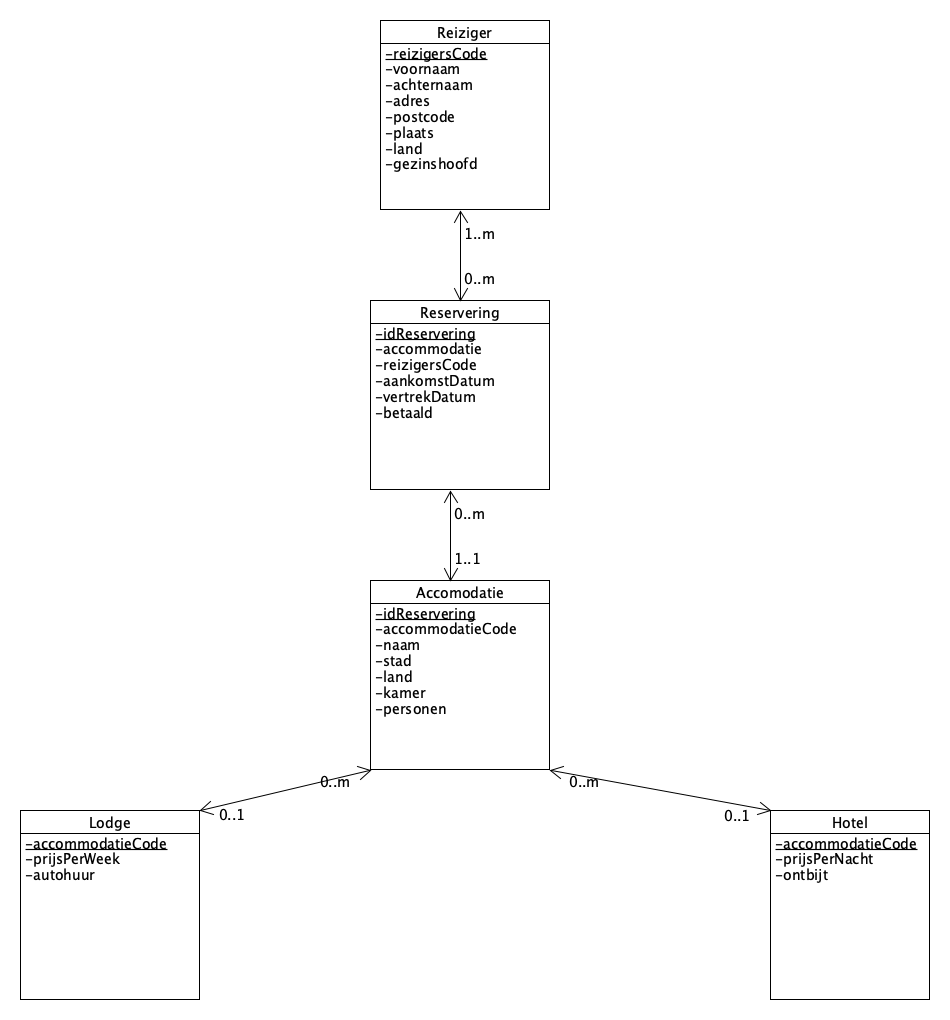 Reiziger
-reizigersCode
-voornaam
-achternaam
-adres
-postcode
-plaats
-land
-gezinshoofd
1..m
0..m
Reservering
-idReservering
-accommodatie
-reizigersCode
-aankomstDatum
-vertrekDatum
-betaald
0..m
1..1
Accomodatie
-idReservering
-accommodatieCode
-naam
-stad
-land
-kamer
-personen
0..m
0..m
0..1
0..1
Lodge
-accommodatieCode
-prijsPerWeek
-autohuur
Hotel
-accommodatieCode
-prijsPerNacht
-ontbijt